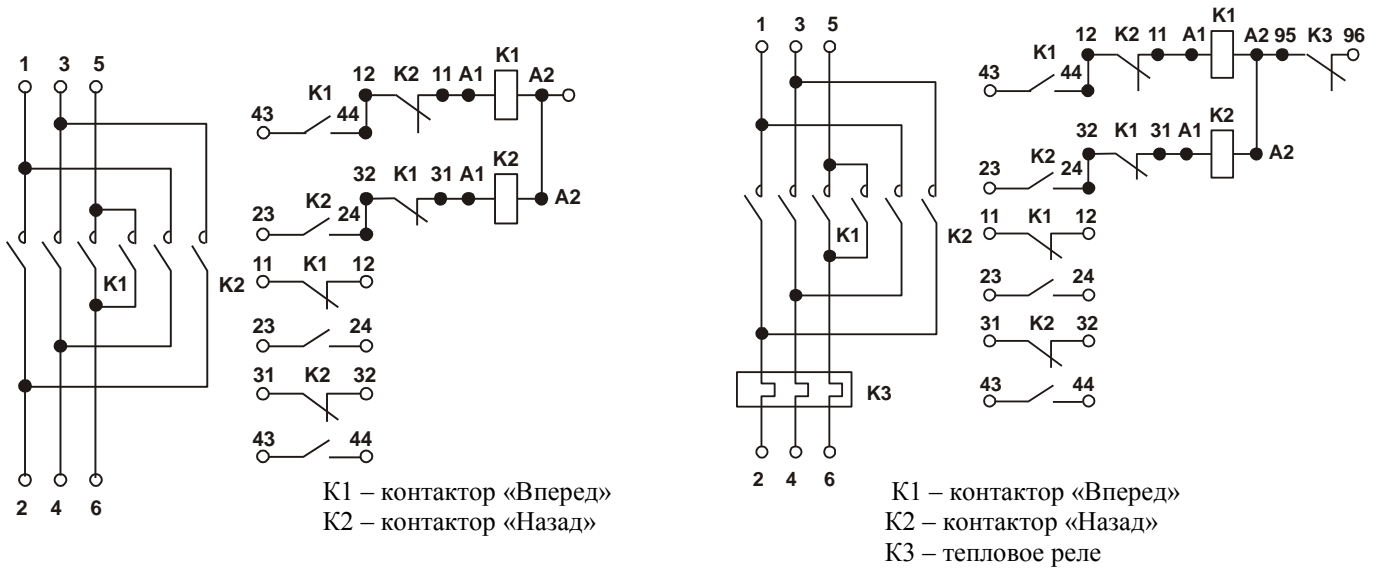 1 3 5
12 K2 11 A1 K1 A2
43 K1 44
32 K1 31 A1 K2 A2
23 K2 24
K1 K2
11 K1 12
23 24
31 K2 32
43 44
2 4 6
К1 – контактор «Вперед»
К2 – контактор «Назад»
1 3 5
12 K2 11 A1 K1 A2 95 K3 96
43 K1 44
32 K1 31 A1 K2 A2
23 K2 24
K1 K2
11 K1 12
23 24
31 K2 32
43 44
K3
2 4 6
К1 – контактор «Вперед»
К2 – контактор «Назад»
К3 – тепловое реле